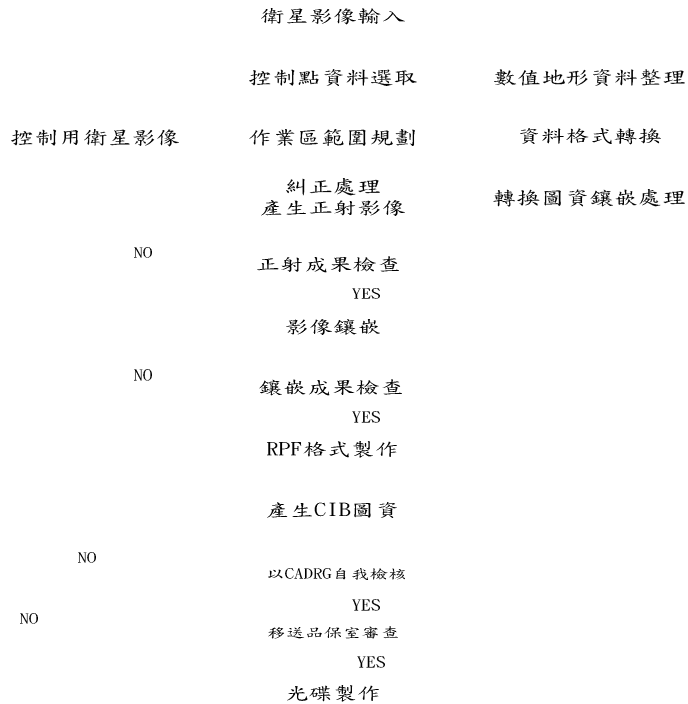 衛星影像輸入
控制點資料選取
數值地形資料整理
控制用衛星影像
作業區範圍規劃
資料格式轉換
糾正處理
產生正射影像
轉換圖資鑲嵌處理
NO
正射成果檢查
YES
影像鑲嵌
NO
鑲嵌成果檢查
YES
RPF格式製作
產生CIB圖資
NO
以CADRG自我檢核
YES
NO
移送品保室審查
YES
光碟製作